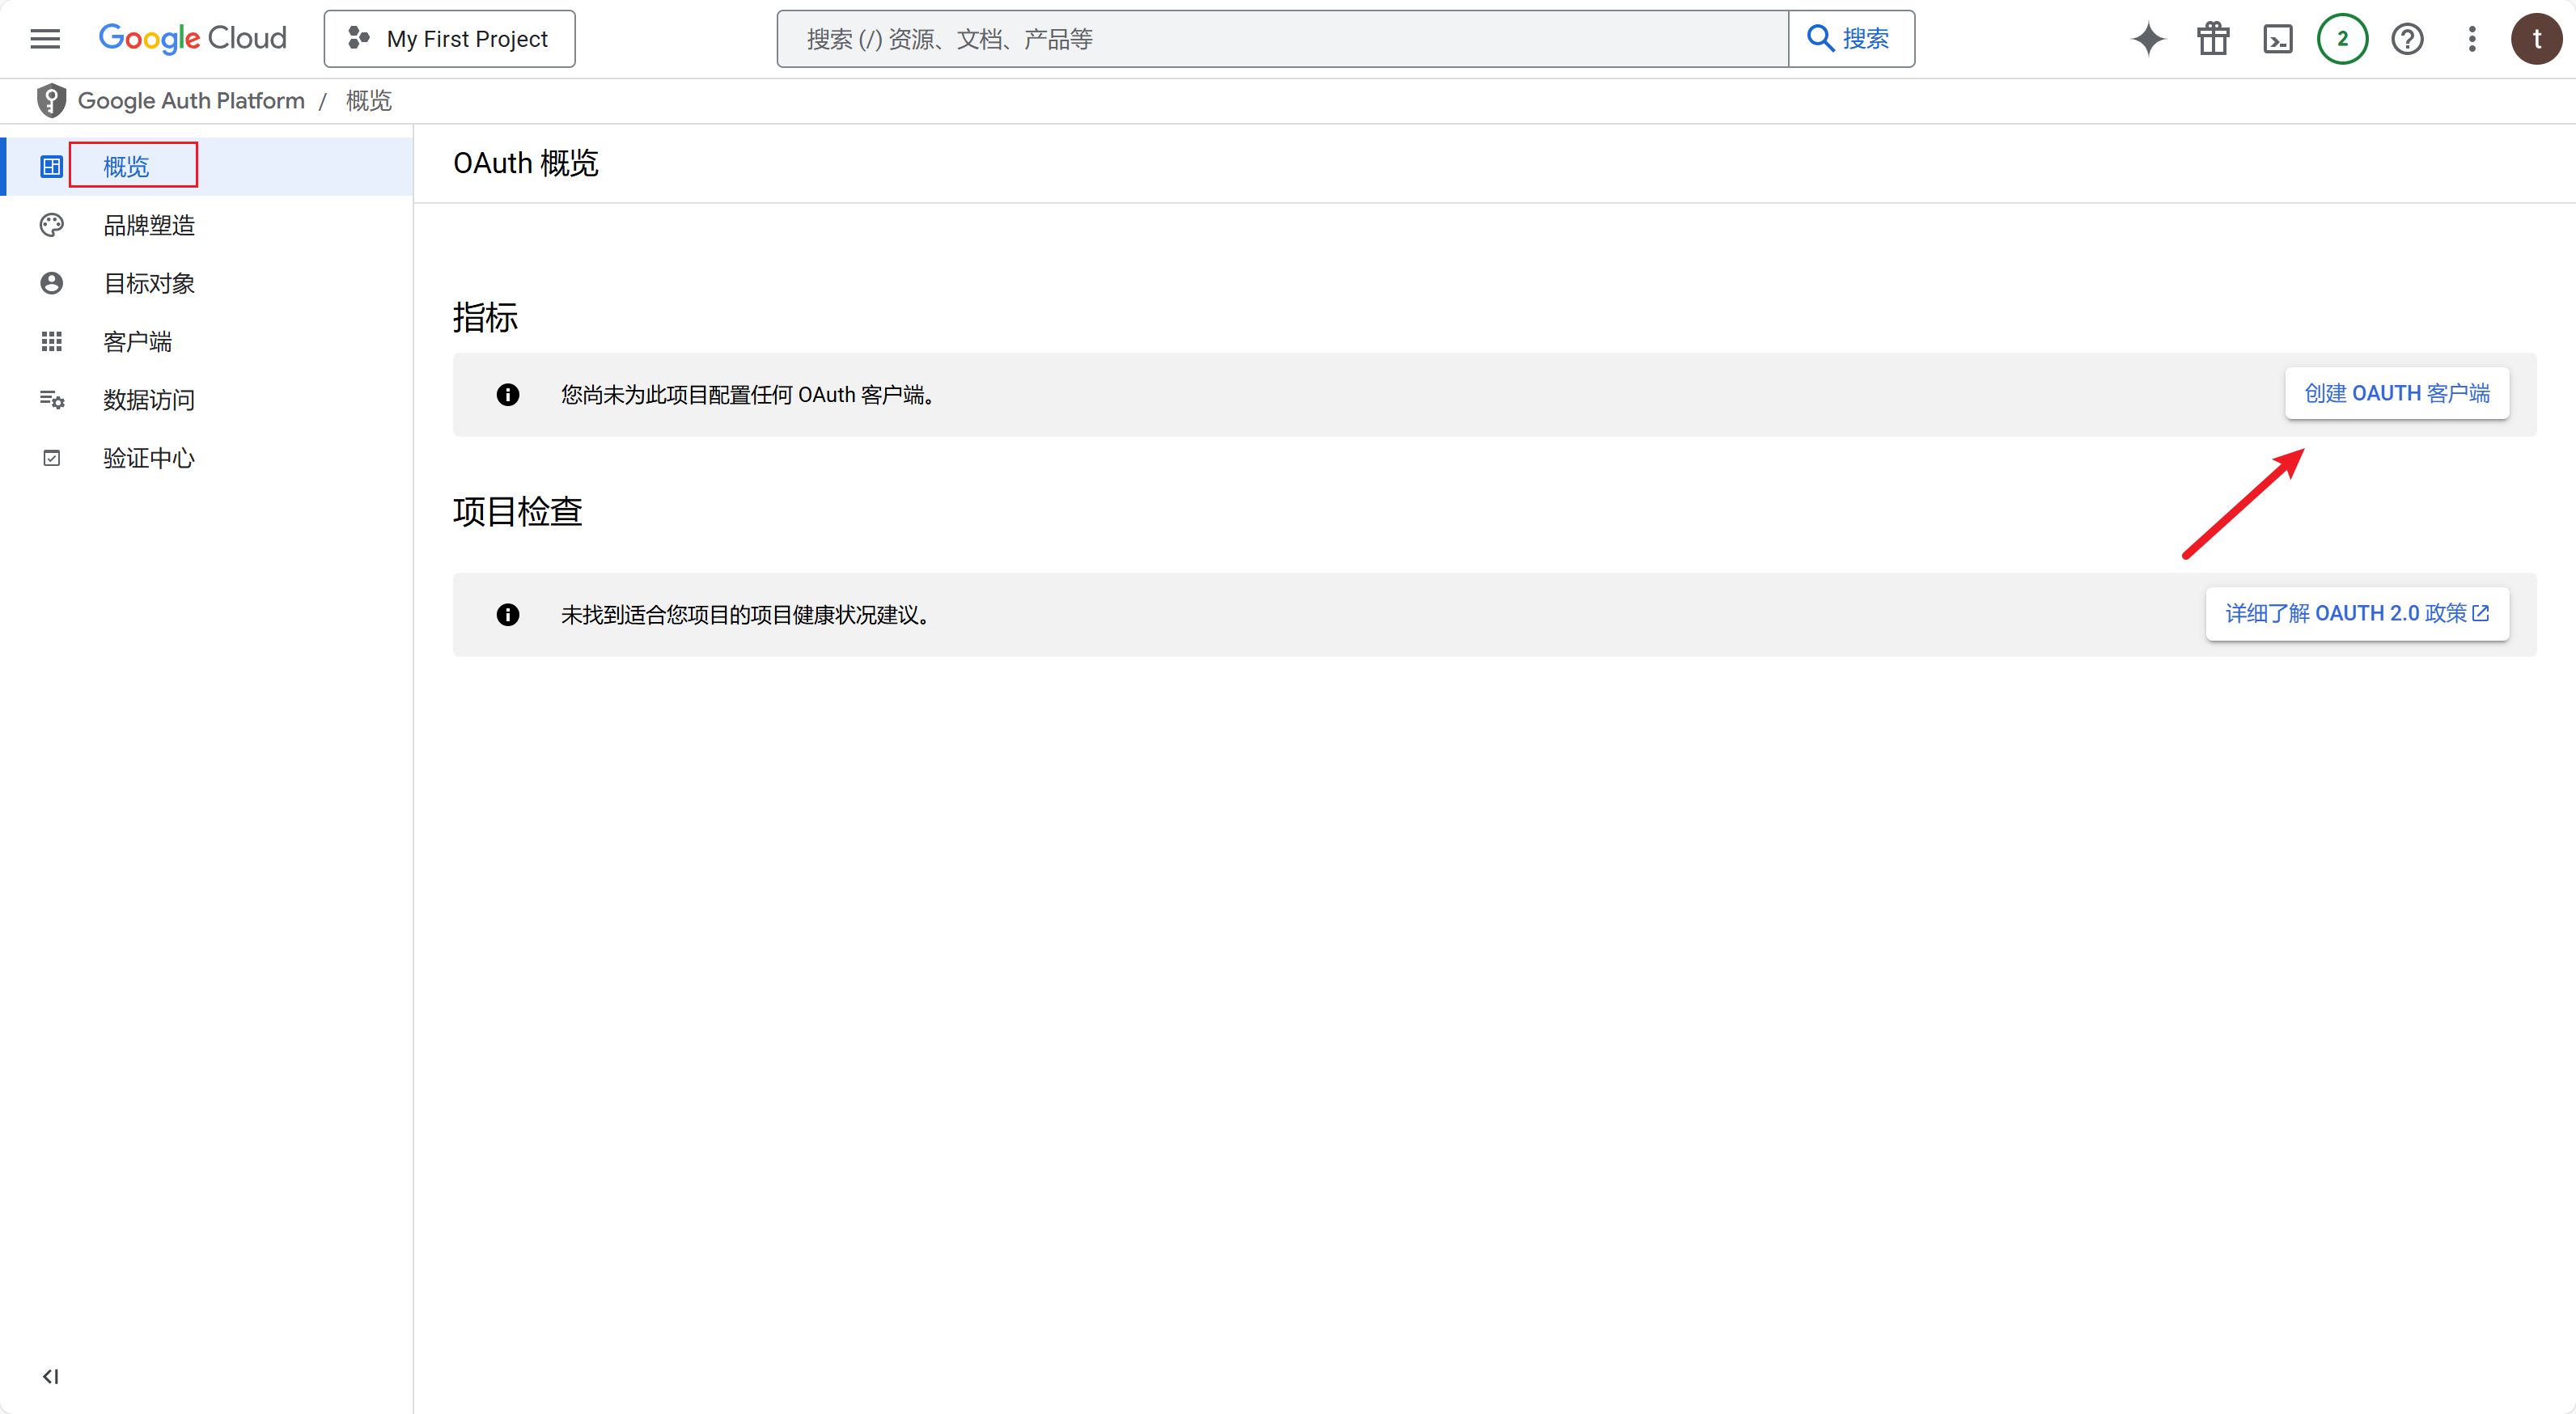 Google Cloud
My First Project
搜索 (/) 资源、文档、产品等
搜索
2
t
Google Auth Platform / 概览
概览
品牌塑造
目标对象
客户端
数据访问
验证中心
OAuth 概览
指标
您尚未为此项目配置任何 OAuth 客户端。
创建 OAUTH 客户端
项目检查
未找到适合您项目的项目健康状况建议。
详细了解 OAUTH 2.0 政策